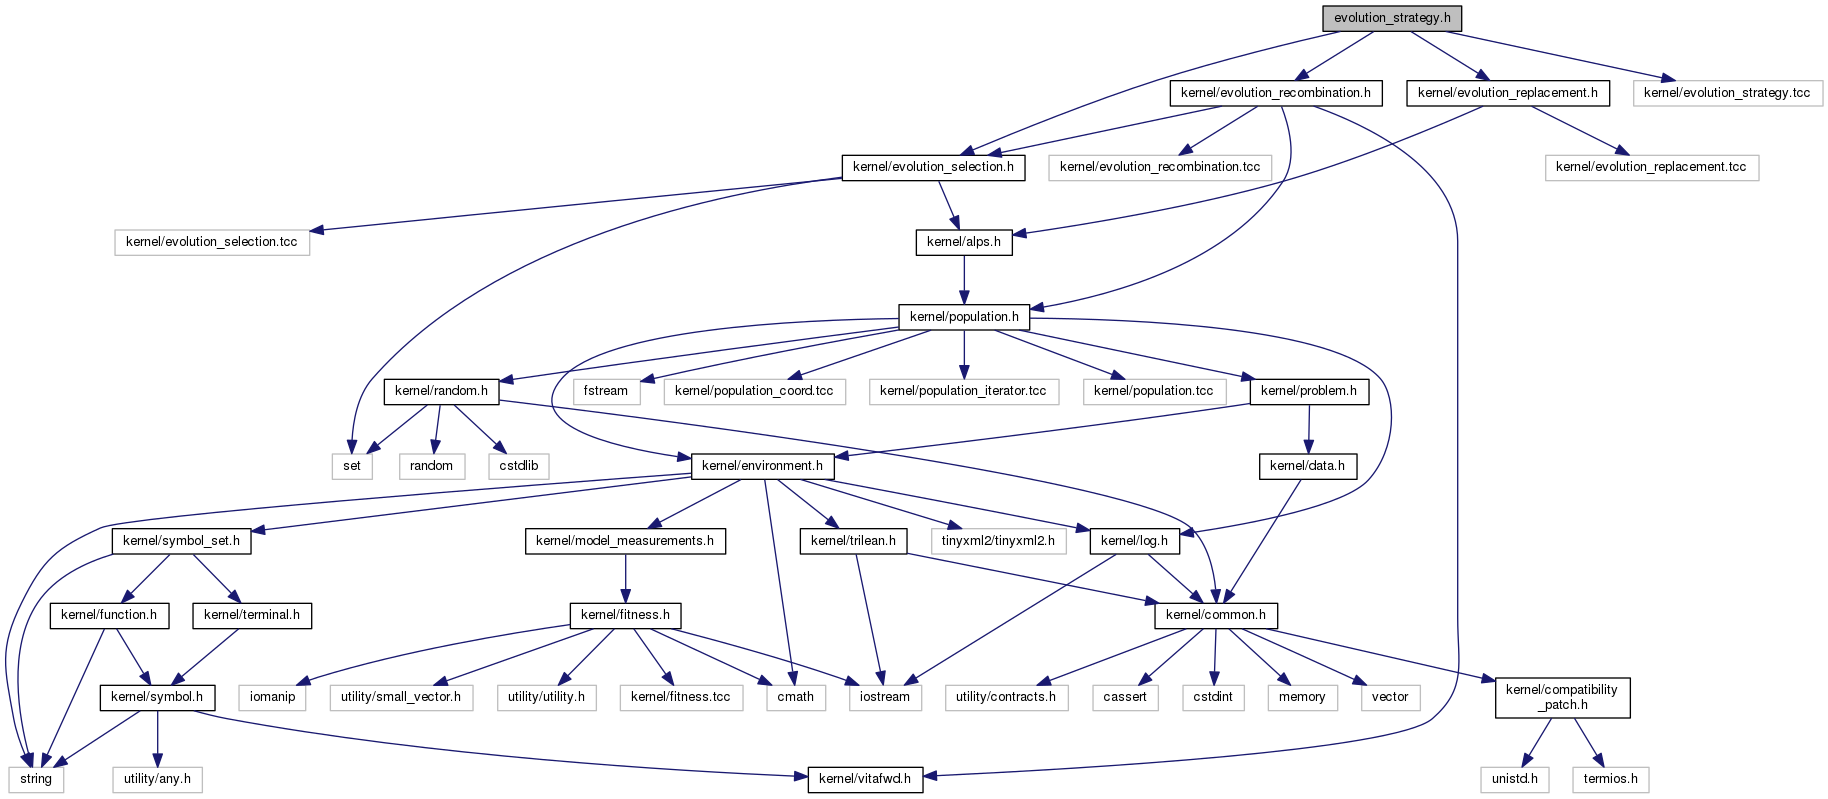 evolution_strategy.h
kernel/evolution_recombination.h
kernel/evolution_replacement.h
kernel/evolution_strategy.tcc
kernel/evolution_selection.h
kernel/evolution_recombination.tcc
kernel/evolution_replacement.tcc
kernel/evolution_selection.tcc
kernel/alps.h
kernel/population.h
kernel/random.h
fstream
kernel/population_coord.tcc
kernel/population_iterator.tcc
kernel/population.tcc
kernel/problem.h
set
random
cstdlib
kernel/environment.h
kernel/data.h
kernel/symbol_set.h
kernel/model_measurements.h
kernel/trilean.h
tinyxml2/tinyxml2.h
kernel/log.h
kernel/function.h
kernel/terminal.h
kernel/fitness.h
kernel/common.h
kernel/symbol.h
iomanip
utility/small_vector.h
utility/utility.h
kernel/fitness.tcc
cmath
iostream
utility/contracts.h
cassert
cstdint
memory
vector
kernel/compatibility
_patch.h
string
utility/any.h
kernel/vitafwd.h
unistd.h
termios.h